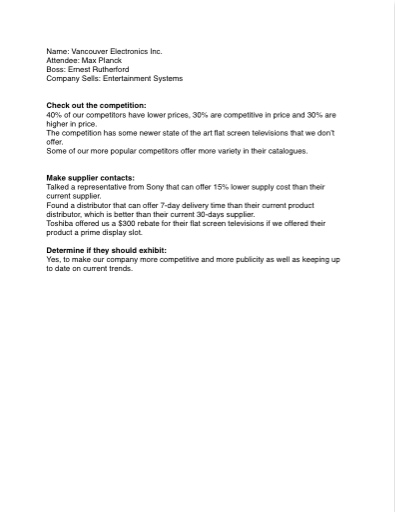 Name: Vancouver Electronics Inc.
Attendee: Max Planck
Boss: Ernest Rutherford
Company Sells: Entertainment Systems
Check out the competition:
40% of our competitors have lower prices, 30% are competitive in price and 30% are
higher in price.
The competition has some newer state of the art flat screen televisions that we don't
offer.
Some of our more popular competitors offer more variety in their catalogues.
Make supplier contacts:
Talked a representative from Sony that can offer 15% lower supply cost than their
current supplier.
Found a distributor that can offer 7-day delivery time than their current product
distributor, which is better than their current 30-days supplier.
Toshiba offered us a $300 rebate for their flat screen televisions if we offered their
product a prime display slot.
Determine if they should exhibit:
Yes, to make our company more competitive and more publicity as well as keeping up
to date on current trends.